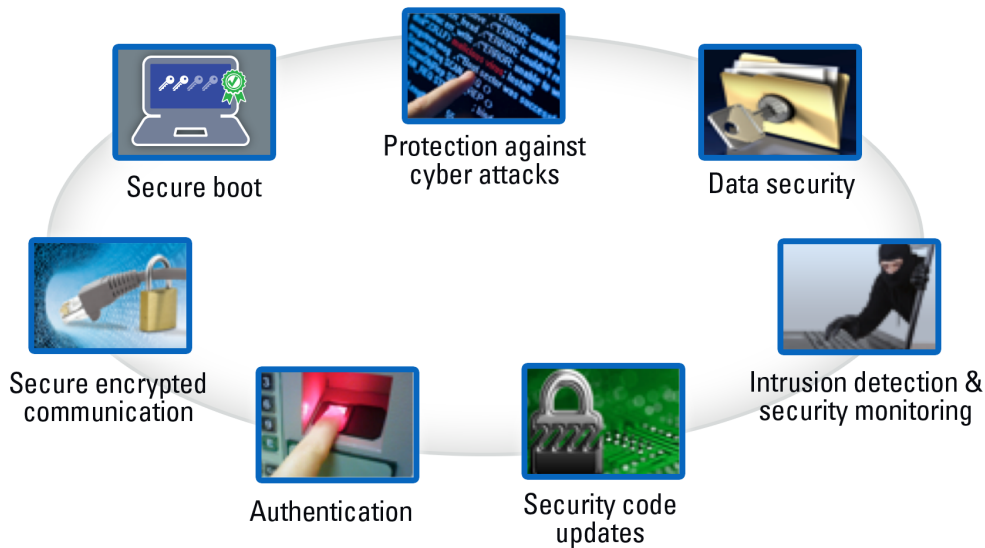 Protection against
cyber attacks
Secure boot
Data security
Secure encrypted
communication
Intrusion detection &
security monitoring
Authentication
Security code
updates